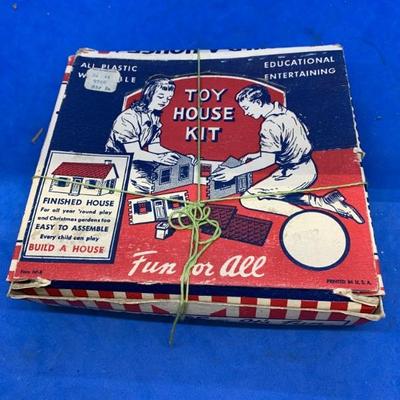 ALL PLASTIC
EDUCATIONAL
ENTERTAINING
TOY
HOUSE
KIT
FINISHED HOUSE
For all year 'round play
and Christmas gardens too
EASY TO ASSEMBLE
Every child can play
BUILD A HOUSE
Fun for All
PRINTED IN U.S.A.